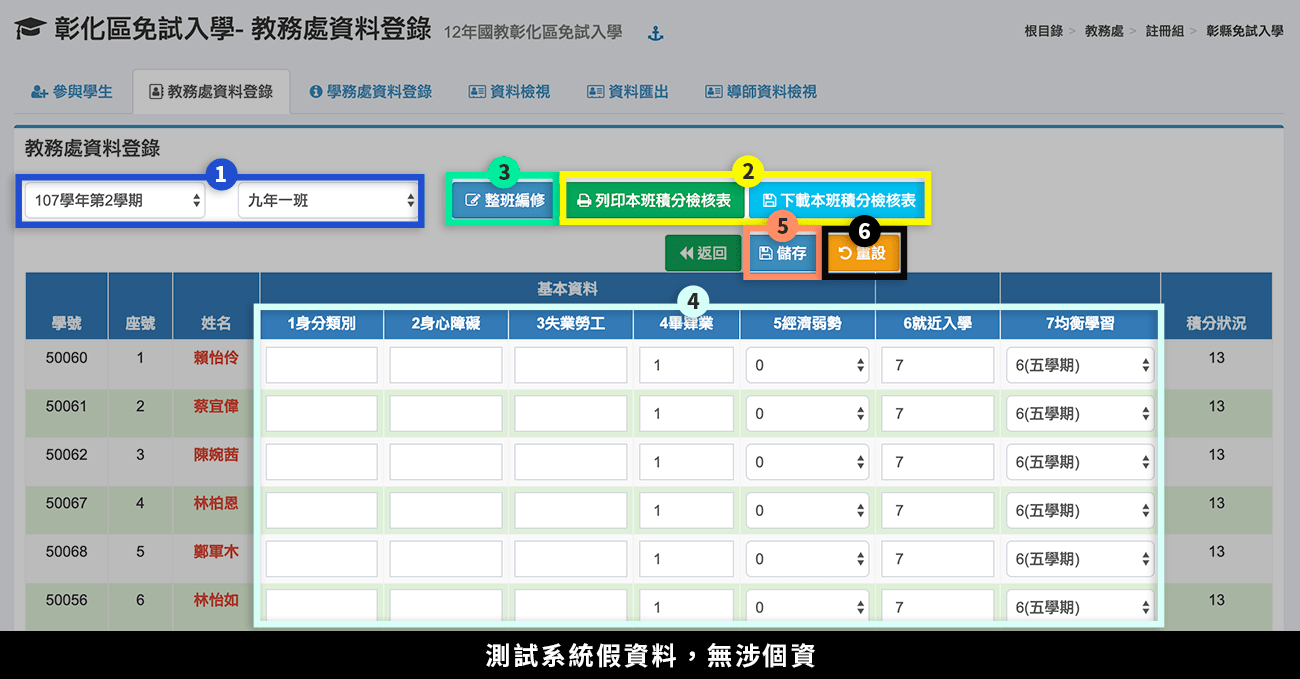 彰化區免試入學- 教務處資料登錄 12年國教彰化區免試入學
根目錄 > 教務處 > 註冊組 > 彰縣免試入學
參與學生 教務處資料登錄 學務處資料登錄 資料檢視 資料匯出 導師資料檢視
教務處資料登錄
1 3 2
107學年第2學期 九年一班 整班編修 列印本班積分檢核表 下載本班積分檢核表
5 6
返回 儲存 重設
基本資料
4
學號 座號 姓名 1身分類別 2身心障礙 3失業勞工 4畢肄業 5經濟弱勢 6就近入學 7均衡學習 積分狀況
50060 1 賴怡伶 1 0 7 6(五學期) 13
50061 2 蔡宜偉 1 0 7 6(五學期) 13
50062 3 陳婉茜 1 0 7 6(五學期) 13
50067 4 林柏恩 1 0 7 6(五學期) 13
50068 5 鄭軍木 1 0 7 6(五學期) 13
50056 6 林怡如 1 0 7 6(五學期) 13
測試系統假資料，無涉個資